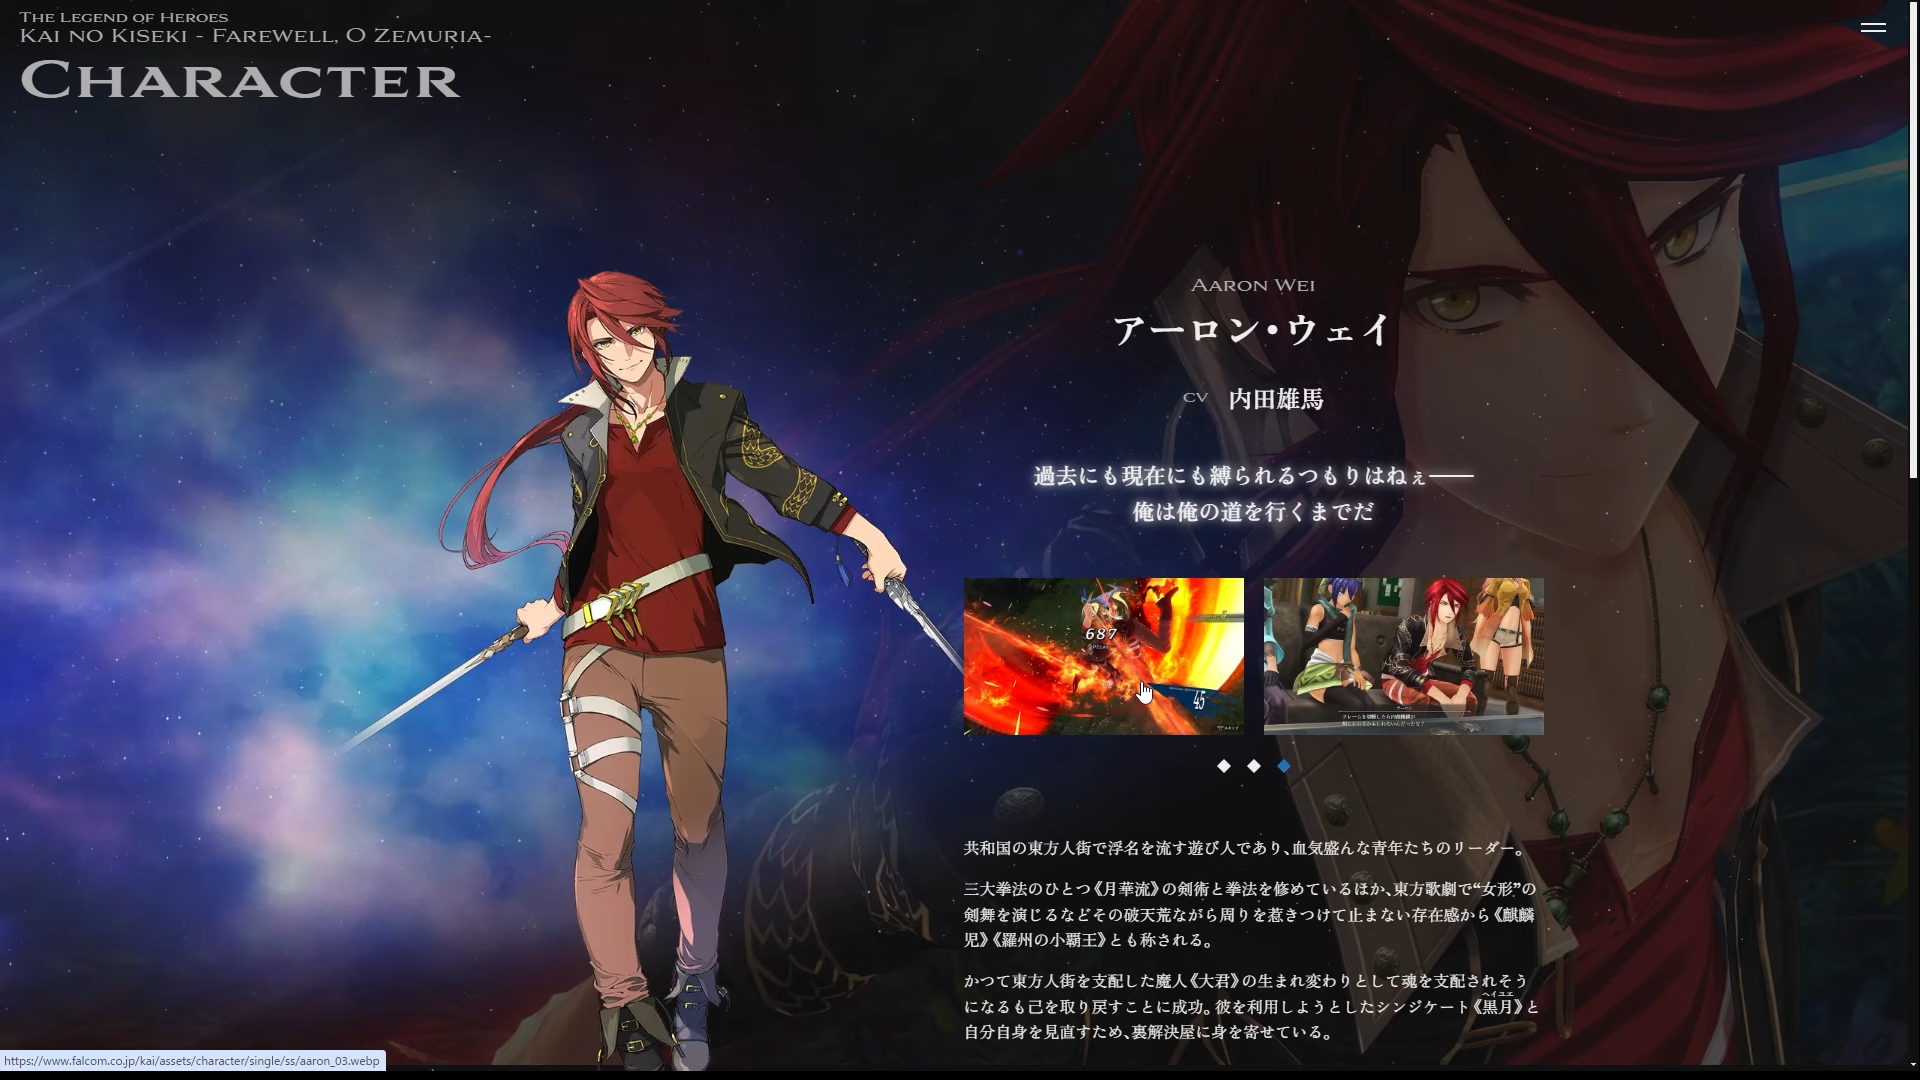 The Legend of Heroes
Kai no Kiseki - Farewell, O Zemuria-
Character
Aaron Wei
アーロン・ウェイ
CV 内田雄馬
過去にも現在にも縛られるつもりはねぇ――
俺は俺の道を行くまでだ
687
45
アーロン
共和国の東方人街で浮名を流す遊び人であり、血気盛んな青年たちのリーダー。
三大拳法のひとつ《月華流》の剣術と拳法を修めているほか、東方歌劇で“女形”の
剣舞を演じるなどその破天荒ながら周りを惹きつけて止まない存在感から《麒麟
児》《羅州の小覇王》とも称される。
かつて東方人街を支配した魔人《大君》の生まれ変わりとして魂を支配されそう
になるも己を取り戻すことに成功。彼を利用しようとしたシンジケート《黒月》と
ヘイユエ
自分自身を見直すため、裏解決屋に身を寄せている。
https://www.falcom.co.jp/kai/assets/character/single/ss/aaron_03.webp